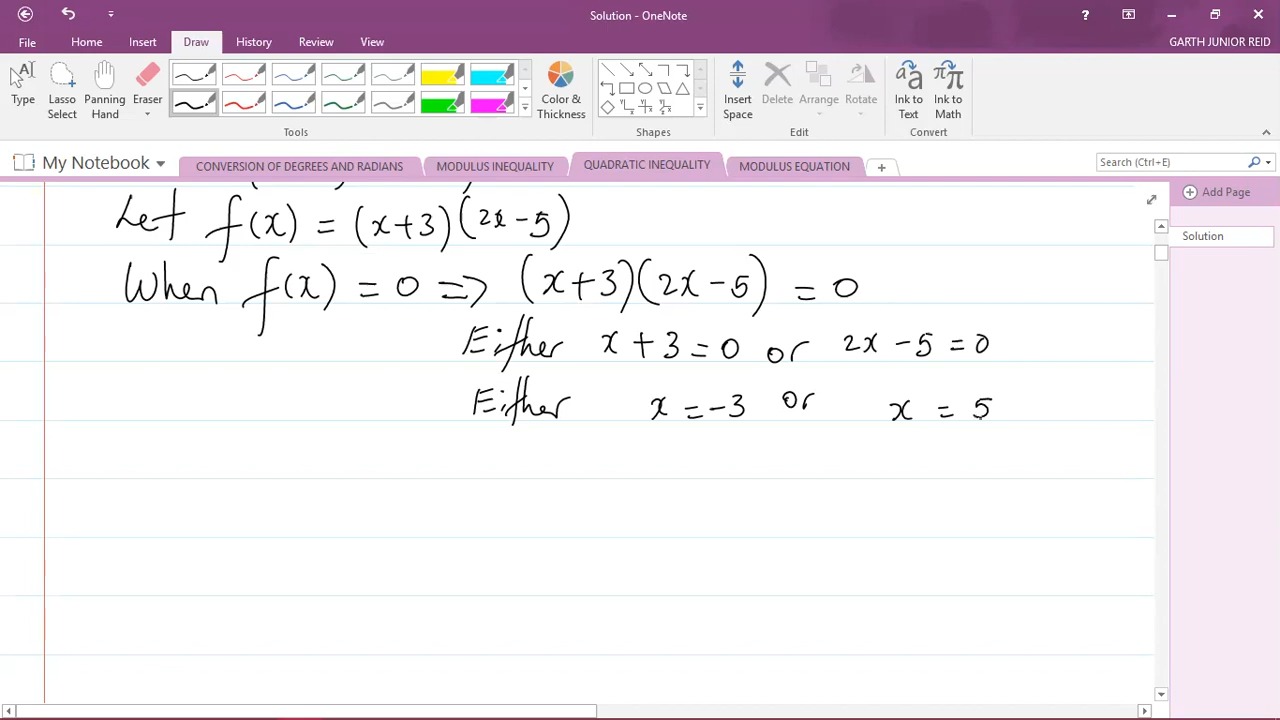 Solution - OneNote
?
File Home Insert Draw History Review View
GARTH JUNIOR REID
Type
Lasso Select
Panning Hand
Eraser
Color & Thickness
Insert Space
Delete
Arrange
Rotate
Ink to Text
Ink to Math
Tools
Shapes
Edit
Convert
My Notebook
CONVERSION OF DEGREES AND RADIANS
MODULUS INEQUALITY
QUADRATIC INEQUALITY
MODULUS EQUATION
Search (Ctrl+E)
Add Page
Solution
Let f(x) = (x+3)(2x-5)
When f(x) = 0 => (x+3)(2x-5) = 0
Either x+3=0 or 2x-5=0
Either x=-3 or x = 5